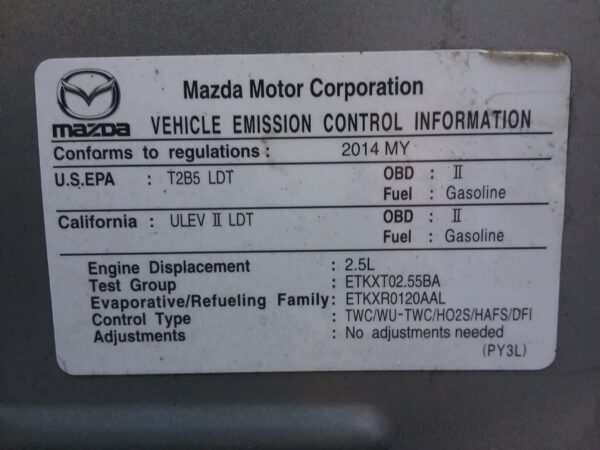 Mazda Motor Corporation
mazda VEHICLE EMISSION CONTROL INFORMATION
Conforms to regulations : 2014 MY
U.S.EPA : T2B5 LDT OBD : II
Fuel : Gasoline
California : ULEV II LDT OBD : II
Fuel : Gasoline
Engine Displacement : 2.5L
Test Group : ETKXT02.55BA
Evaporative/Refueling Family: ETKXR0120AAL
Control Type : TWC/WU-TWC/HO2S/HAFS/DFI
Adjustments : No adjustments needed
(PY3L)